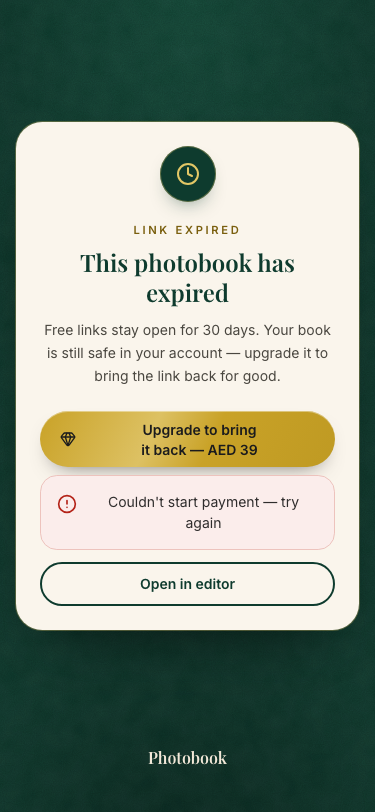 LINK EXPIRED
This photobook has
expired
Free links stay open for 30 days. Your book
is still safe in your account — upgrade it to
bring the link back for good.
Upgrade to bring
it back — AED 39
Couldn't start payment — try
again
Open in editor
Photobook